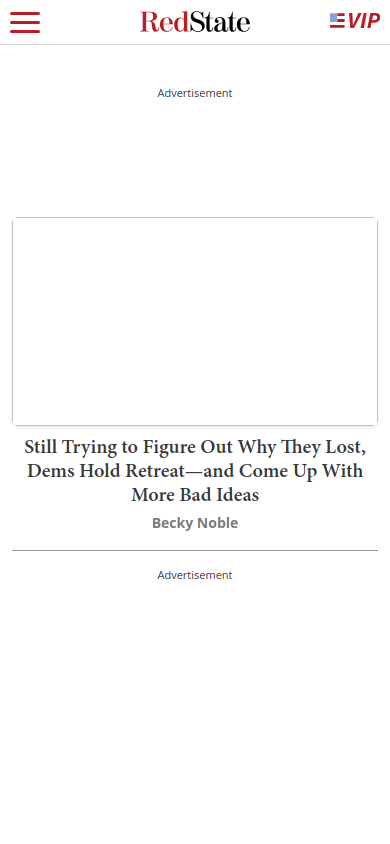 RedState
VIP
Advertisement
Still Trying to Figure Out Why They Lost,
Dems Hold Retreat—and Come Up With
More Bad Ideas
Becky Noble
Advertisement